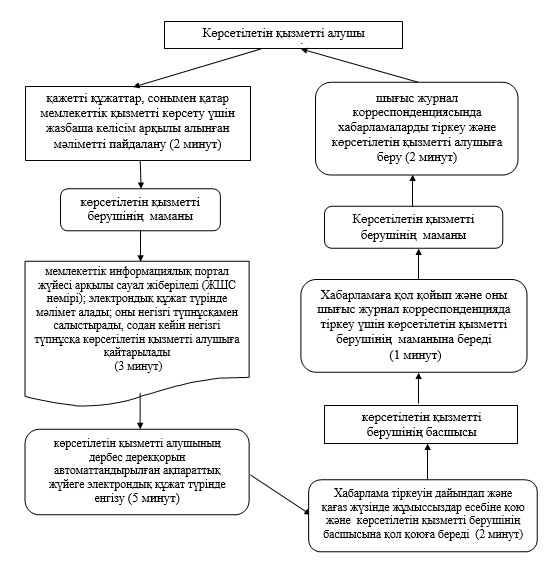 Көрсетілетін қызметті алушы
қажетті құжаттар, сонымен қатар
мемлекеттік қызметті көрсету үшін
жазбаша келісім арқылы алынған
мәліметті пайдалану (2 минут)
көрсетілетін қызметті
берушінің маманы
мемлекеттік информациялық портал
жүйесі арқылы сауал жіберіледі (ЖШС
нөмірі); электрондық құжат түрінде
мәлімет алады; оны негізгі түпнұсқамен
салыстырады, содан кейін негізгі
түпнұсқа көрсетілетін қызметті алушыға
қайтарылады
(3 минут)
көрсетілетін қызметті алушының
дербес дерекқорын
автоматтандырылған ақпараттық
жүйеге электрондық құжат түрінде
енгізу (5 минут)
Хабарлама тіркеуін дайындап және
қағаз жүзінде жұмыссыздар есебіне қою
және көрсетілетін қызметті берушінің
басшысына қол қоюға береді (2 минут)
көрсетілетін қызметті
берушінің басшысы
Хабарламаға қол қойып және оны
шығыс журнал корреспонденцияда
тіркеу үшін көрсетілетін қызметті
берушінің маманына береді
(1 минут)
Көрсетілетін қызметті
берушінің маманы
шығыс журнал
корреспонденциясында
хабарламаларды тіркеу және
көрсетілетін қызметті алушыға
беру (2 минут)